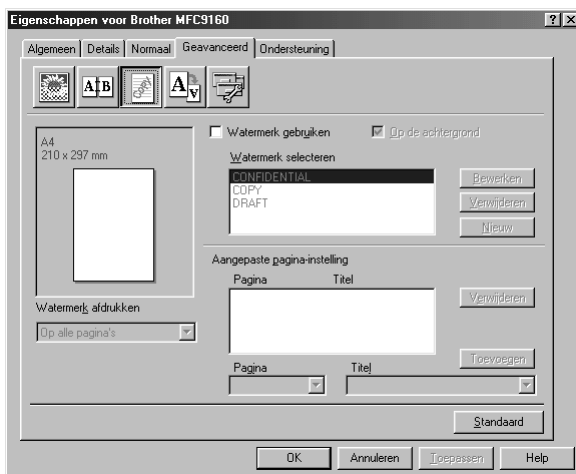 Eigenschappen voor Brother MFC9160
Algemeen Details Normaal Geavanceerd Ondersteuning
A B
Copy
A v
A4
210 x 297 mm
Watermerk gebruiken
Op de achtergrond
Watermerk selecteren
CONFIDENTIAL
COPY
DRAFT
Bewerken
Verwijderen
Nieuw
Watermerk afdrukken
Op alle pagina's
Aangepaste pagina-instelling
Pagina Titel
Verwijderen
Toevoegen
Pagina Titel
Standaard
OK Annuleren Toepassen Help